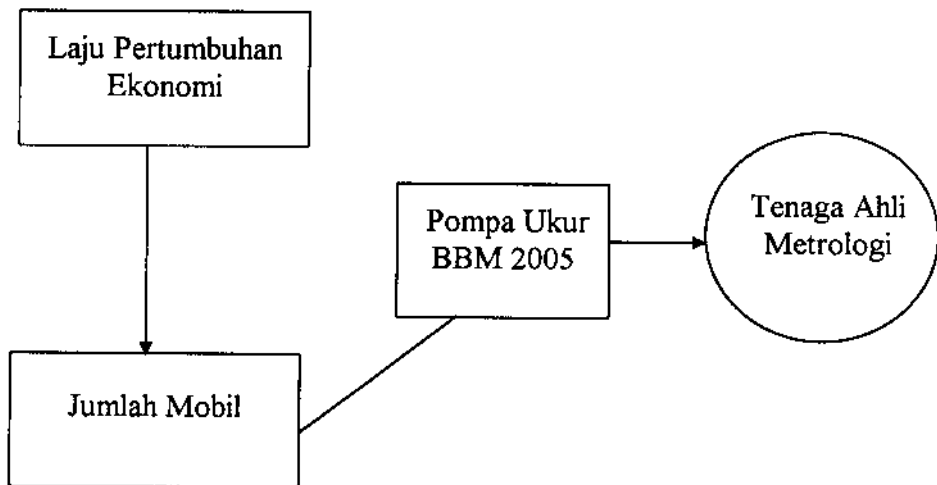 Laju Pertumbuhan
Ekonomi
Pompa Ukur
BBM 2005
Tenaga Ahli
Metrologi
Jumlah Mobil